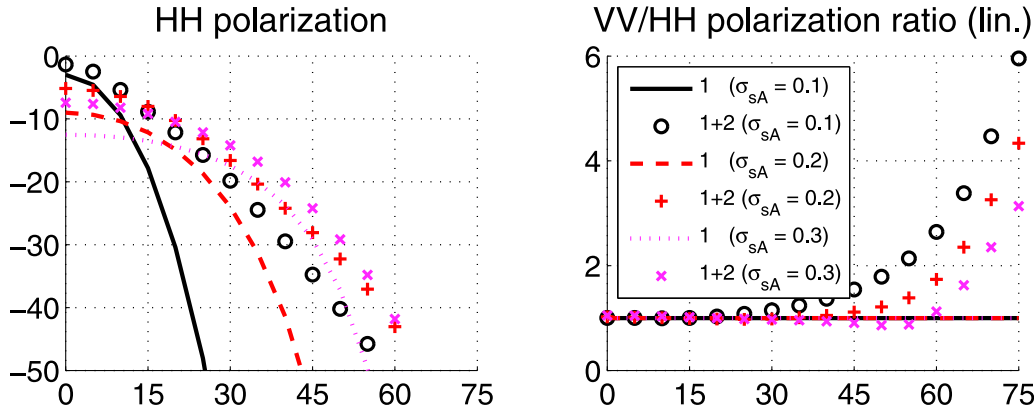 HH polarization
0
−10
−20
−30
−40
−50
0 15 30 45 60 75
VV/HH polarization ratio (lin.)
6
4
2
0
1 (σsA = 0.1)
1+2 (σsA = 0.1)
1 (σsA = 0.2)
1+2 (σsA = 0.2)
1 (σsA = 0.3)
1+2 (σsA = 0.3)
0 15 30 45 60 75